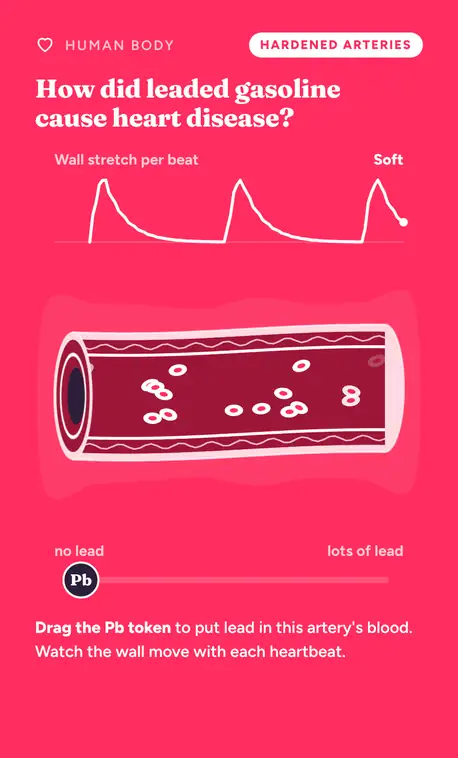 HUMAN BODY
HARDENED ARTERIES
How did leaded gasoline
cause heart disease?
Wall stretch per beat
Soft
no lead
lots of lead
Pb
Drag the Pb token to put lead in this artery's blood.
Watch the wall move with each heartbeat.